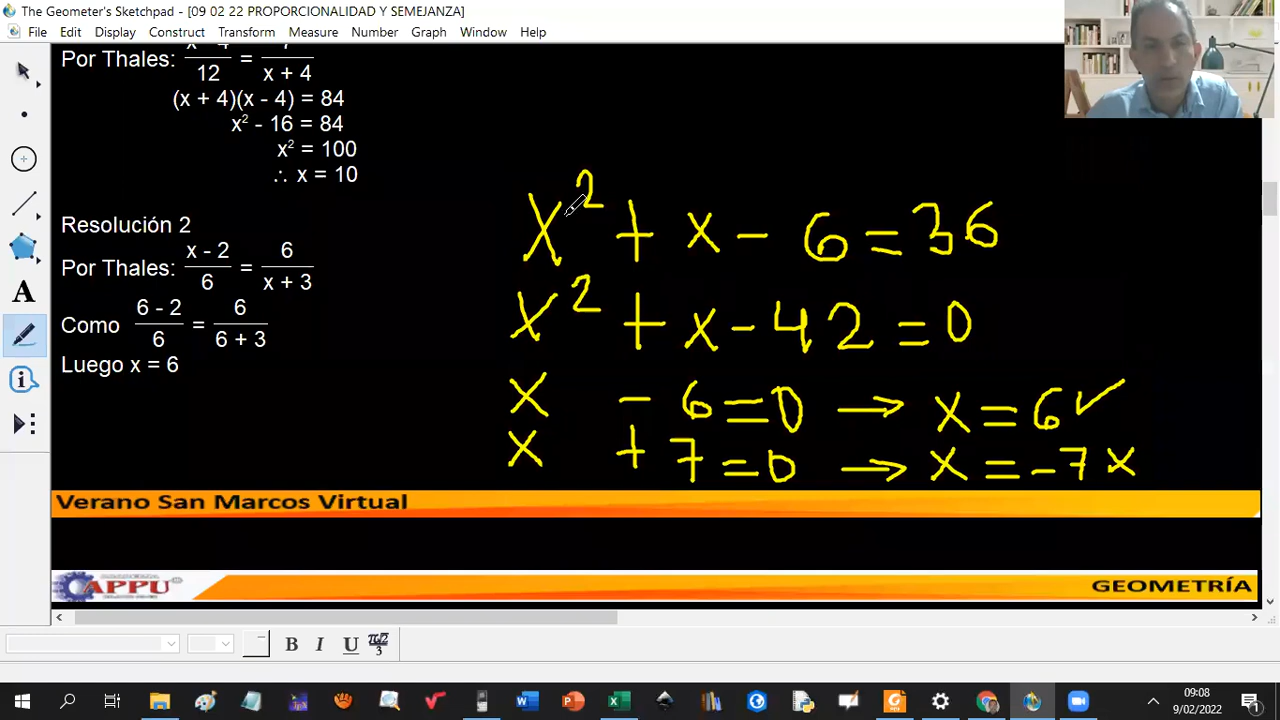 The Geometer's Sketchpad - [09 02 22 PROPORCIONALIDAD Y SEMEJANZA]
File Edit Display Construct Transform Measure Number Graph Window Help
Por Thales: /12 = /(x + 4)
(x + 4)(x - 4) = 84
x² - 16 = 84
x² = 100
∴ x = 10
Resolución 2
Por Thales: (x - 2)/6 = 6/(x + 3)
Como (6 - 2)/6 = 6/(6 + 3)
Luego x = 6
x² + x - 6 = 36
x² + x - 42 = 0
x - 6 = 0 → x = 6 ✓
x + 7 = 0 → x = -7 x
Verano San Marcos Virtual
APPU
GEOMETRÍA
B I U
09:08
9/02/2022